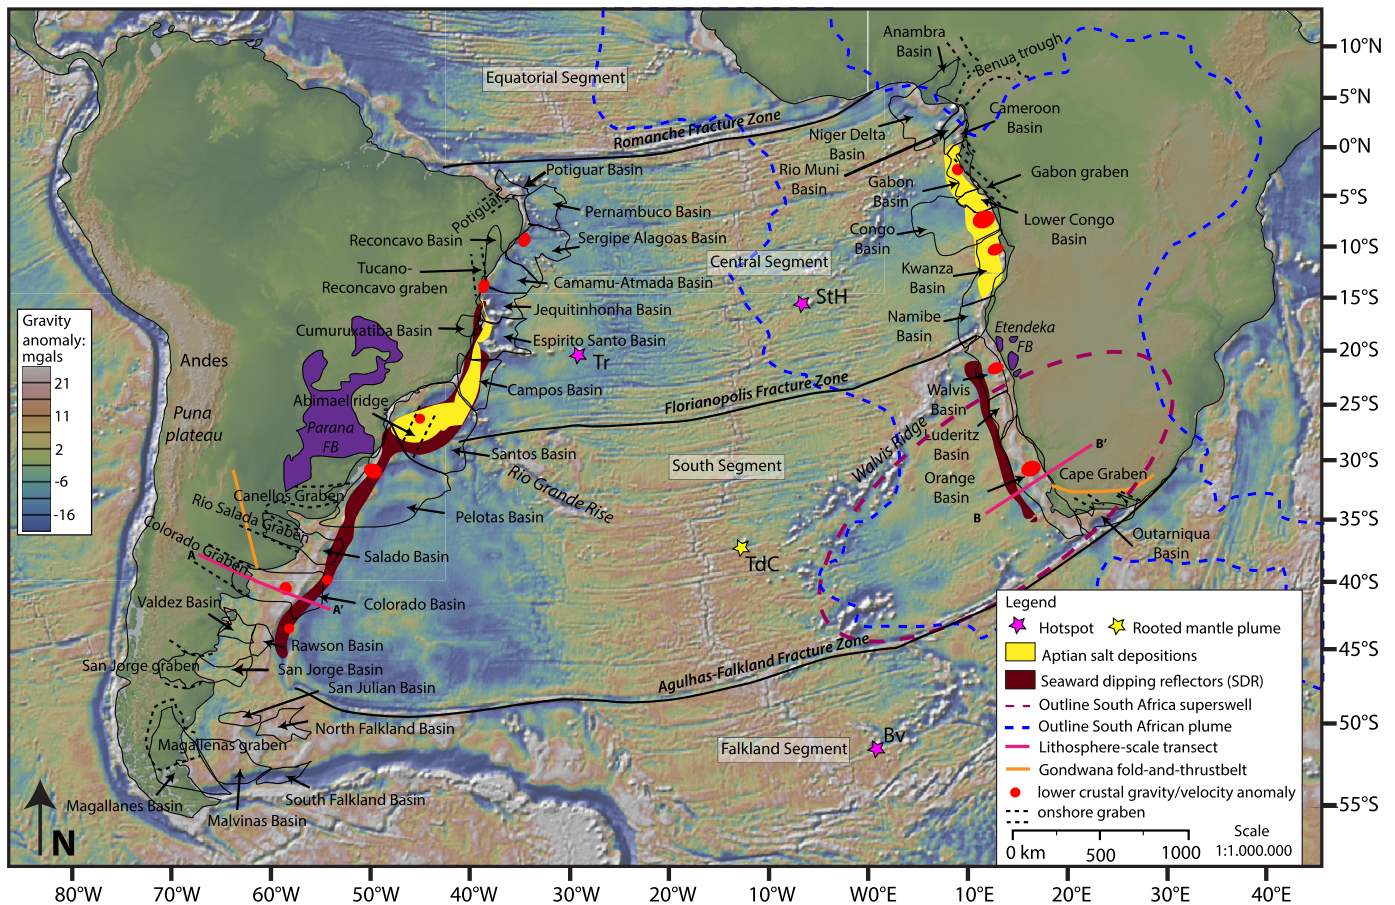 Equatorial Segment
Anambra
Basin
Benua trough
10°N
5°N
Romanche Fracture Zone
Niger Delta
Basin
Cameroon
Basin
0°N
Rio Muni
Basin
Gabon graben
Potiguar Basin
Potiguar
Pernambuco Basin
Gabon
Basin
5°S
Lower Congo
Basin
Reconcavo Basin
Sergipe Alagoas Basin
Congo
Basin
10°S
Central Segment
Tucano-
Reconcavo graben
Camamu-Atmada Basin
Kwanza
Basin
StH
15°S
Jequitinhonha Basin
Namibe
Basin
Cumuruxatiba Basin
Espirito Santo Basin
Etendeka
FB
Gravity
anomaly:
mgals
21
11
2
-6
-16
Andes
Tr
20°S
Campos Basin
Florianopolis Fracture Zone
Walvis
Basin
Abimael ridge
Puna
plateau
Parana
FB
25°S
Luderitz
Basin
Walvis Ridge
B'
Santos Basin
South Segment
30°S
Cape Graben
Orange
Basin
Rio Grande Rise
Canellos Graben
Rio Salada Graben
Pelotas Basin
B
35°S
Outarniqua
Basin
Colorado Graben
A
Salado Basin
TdC
40°S
Valdez Basin
A'
Colorado Basin
Rawson Basin
45°S
San Jorge graben
San Jorge Basin
Agulhas-Falkland Fracture Zone
San Julian Basin
50°S
North Falkland Basin
Magallenas graben
Falkland Segment
Bv
55°S
Magallanes Basin
South Falkland Basin
Malvinas Basin
N
Legend
Hotspot
Rooted mantle plume
Aptian salt depositions
Seaward dipping reflectors (SDR)
Outline South Africa superswell
Outline South African plume
Lithosphere-scale transect
Gondwana fold-and-thrustbelt
lower crustal gravity/velocity anomaly
onshore graben
0 km
500
1000
Scale
1:1.000.000
80°W
70°W
60°W
50°W
40°W
30°W
20°W
10°W
W0°E
10°E
20°E
30°E
40°E